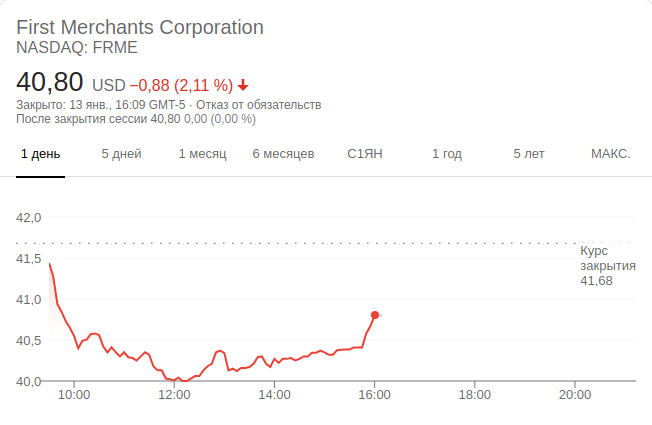 First Merchants Corporation
NASDAQ: FRME
40,80 USD −0,88 (2,11 %)
Закрыто: 13 янв., 16:09 GMT-5 · Отказ от обязательств
После закрытия сессии 40,80 0,00 (0,00 %)
1 день 5 дней 1 месяц 6 месяцев С1ЯН 1 год 5 лет МАКС.
42,0
41,5
41,0
40,5
40,0
Курс
закрытия
41,68
10:00 12:00 14:00 16:00 18:00 20:00